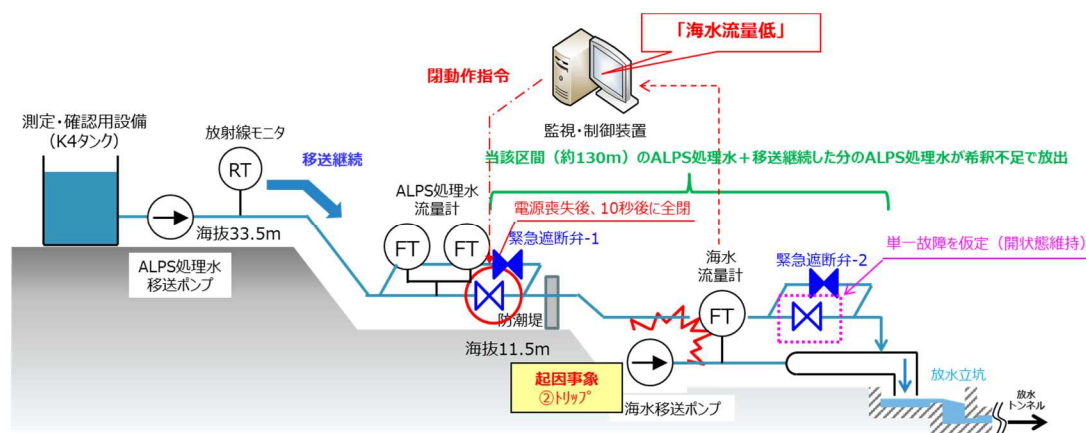 「海水流量低」
閉動作指令
監視・制御装置
測定・確認用設備
（K4タンク）
放射線モニタ
RT
移送継続
当該区間（約130m）のALPS処理水＋移送継続した分のALPS処理水が希釈不足で放出
ALPS処理水
流量計
FT
FT
電源喪失後、10秒後に全閉
緊急遮断弁-1
海抜33.5m
ALPS処理水
移送ポンプ
海水
流量計
FT
単一故障を仮定（開状態維持）
緊急遮断弁-2
防潮堤
海抜11.5m
起因事象
②トリップ
海水移送ポンプ
放水立坑
放水
トンネル